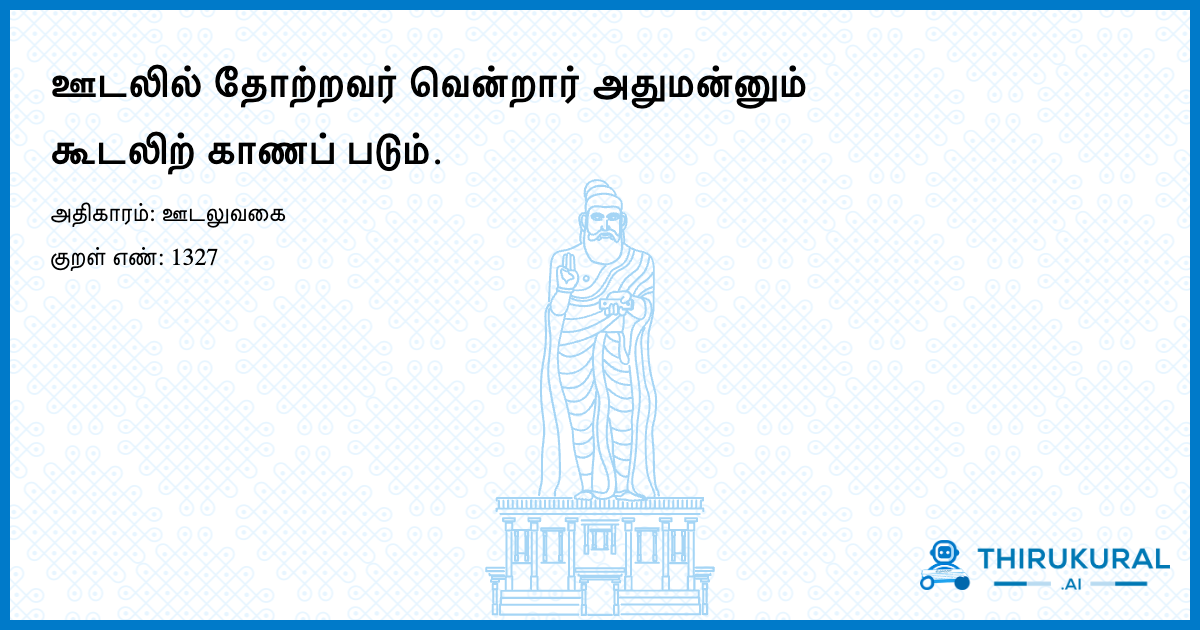 ஊடலில் தோற்றவர் வென்றார் அதுமன்னும்
கூடலிற் காணப் படும்.
அதிகாரம்: ஊடலுவகை
குறள் எண்: 1327
THIRUKURAL
.AI